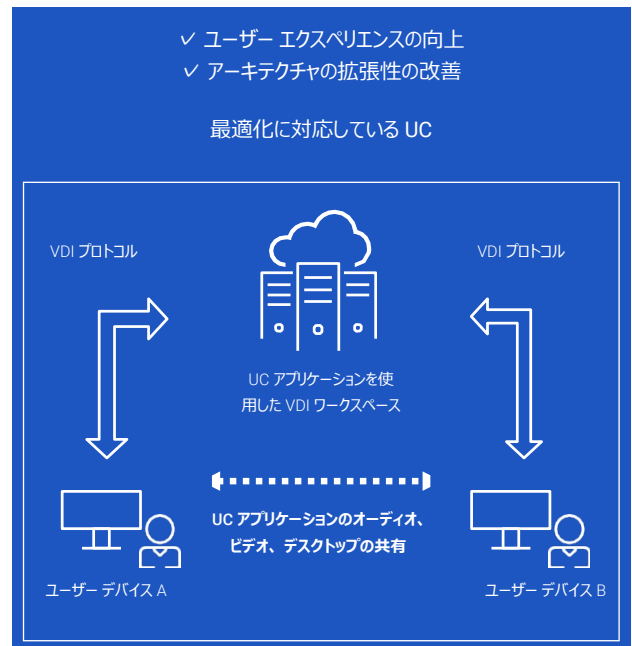 ✓ ユーザー エクスペリエンスの向上
✓ アーキテクチャの拡張性の改善
最適化に対応している UC
VDI プロトコル
VDI プロトコル
UC アプリケーションを使
用した VDI ワークスペース
UC アプリケーションのオーディオ、
ビデオ、デスクトップの共有
ユーザー デバイス A
ユーザー デバイス B